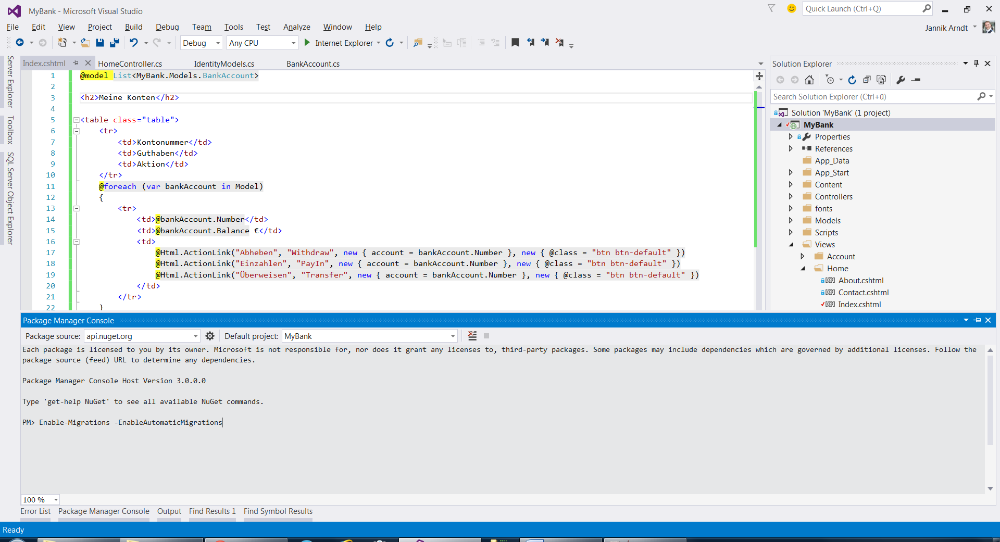 MyBank - Microsoft Visual Studio
Quick Launch (Ctrl+Q)
File Edit View Project Build Debug Team Tools Test Analyze Window Help
Jannik Arndt
Debug Any CPU Internet Explorer
Server Explorer
Toolbox
SQL Server Object Explorer
Index.cshtml HomeController.cs IdentityModels.cs BankAccount.cs
1 @model List<MyBank.Models.BankAccount>
2
3 <h2>Meine Konten</h2>
4
5 <table class="table">
6 <tr>
7 <td>Kontonummer</td>
8 <td>Guthaben</td>
9 <td>Aktion</td>
10 </tr>
11 @foreach (var bankAccount in Model)
12 {
13 <tr>
14 <td>@bankAccount.Number</td>
15 <td>@bankAccount.Balance €</td>
16 <td>
17 @Html.ActionLink("Abheben", "Withdraw", new { account = bankAccount.Number }, new { @class = "btn btn-default" })
18 @Html.ActionLink("Einzahlen", "PayIn", new { account = bankAccount.Number }, new { @class = "btn btn-default" })
19 @Html.ActionLink("Überweisen", "Transfer", new { account = bankAccount.Number }, new { @class = "btn btn-default" })
20 </td>
21 </tr>
22 }
Solution Explorer
Search Solution Explorer (Ctrl+ü)
Solution 'MyBank' (1 project)
MyBank
Properties
References
App_Data
App_Start
Content
Controllers
fonts
Models
Scripts
Views
Account
Home
About.cshtml
Contact.cshtml
Index.cshtml
Package Manager Console
Package source: api.nuget.org Default project: MyBank
Each package is licensed to you by its owner. Microsoft is not responsible for, nor does it grant any licenses to, third-party packages. Some packages may include dependencies which are governed by additional licenses. Follow the
package source (feed) URL to determine any dependencies.
Package Manager Console Host Version 3.0.0.0
Type 'get-help NuGet' to see all available NuGet commands.
PM> Enable-Migrations -EnableAutomaticMigrations
100 %
Error List Package Manager Console Output Find Results 1 Find Symbol Results
Ready